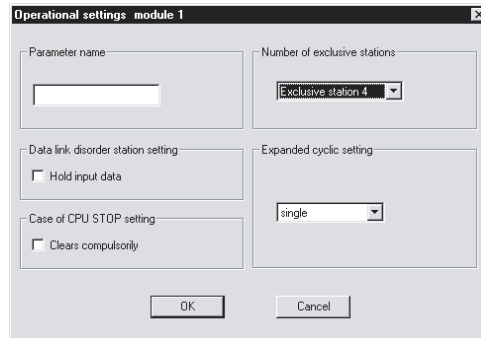 Operational settings module 1
Parameter name
Number of exclusive stations
Exclusive station 4
Data link disorder station setting
Hold input data
Expanded cyclic setting
single
Case of CPU STOP setting
Clears compulsorily
OK
Cancel